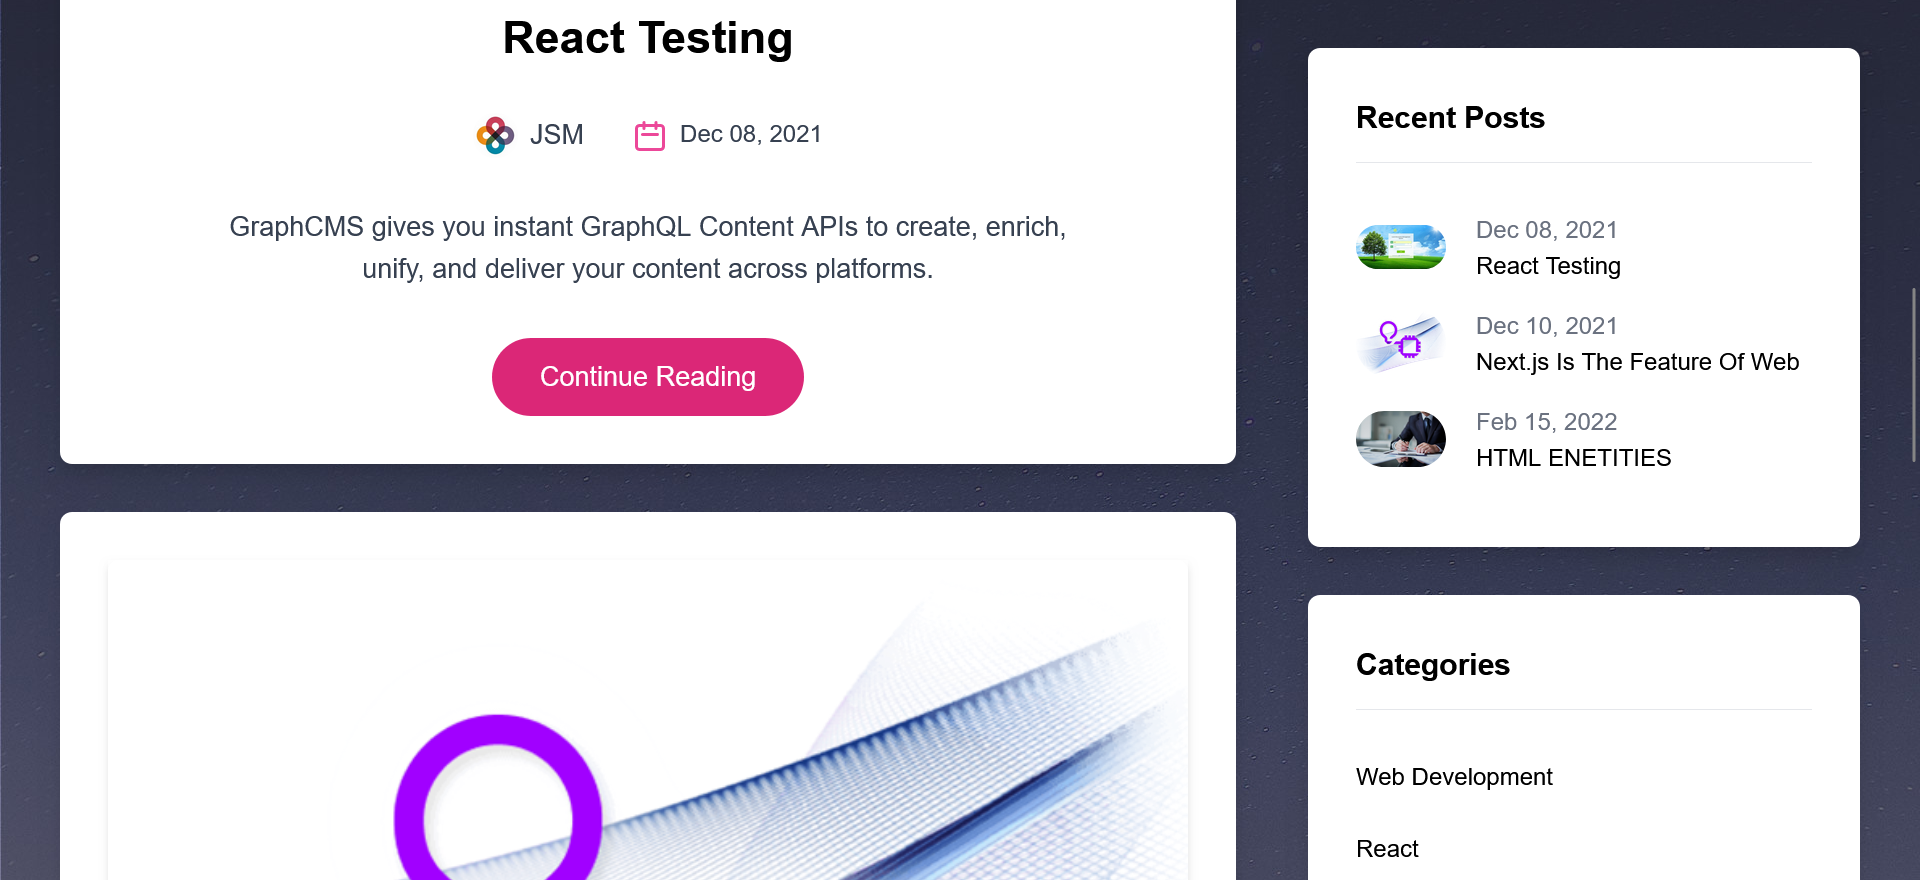 React Testing
JSM
Dec 08, 2021
GraphCMS gives you instant GraphQL Content APIs to create, enrich,
unify, and deliver your content across platforms.
Continue Reading
Recent Posts
Dec 08, 2021
React Testing
Dec 10, 2021
Next.js Is The Feature Of Web
Feb 15, 2022
HTML ENETITIES
Categories
Web Development
React